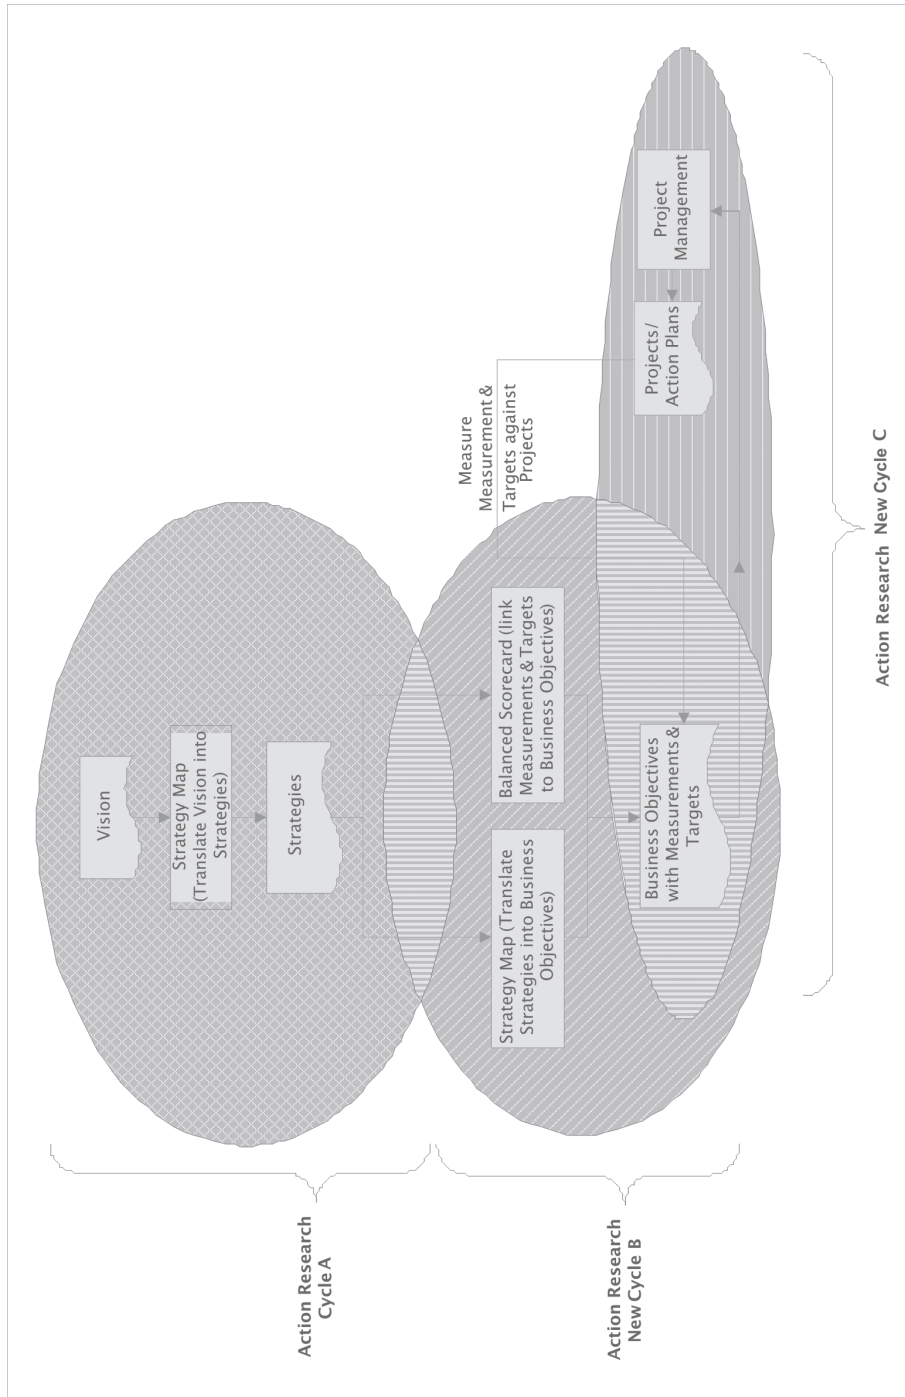 Action Research
Cycle A
Vision
Strategy Map
(Translate Vision into
Strategies)
Strategies
Action Research
New Cycle B
Strategy Map (Translate
Strategies into Business
Objectives)
Balanced Scorecard (link
Measurements & Targets
to Business Objectives)
Measure
Measurement &
Targets against
Projects
Business Objectives
with Measurements &
Targets
Projects/
Action Plans
Project
Management
Action Research New Cycle C